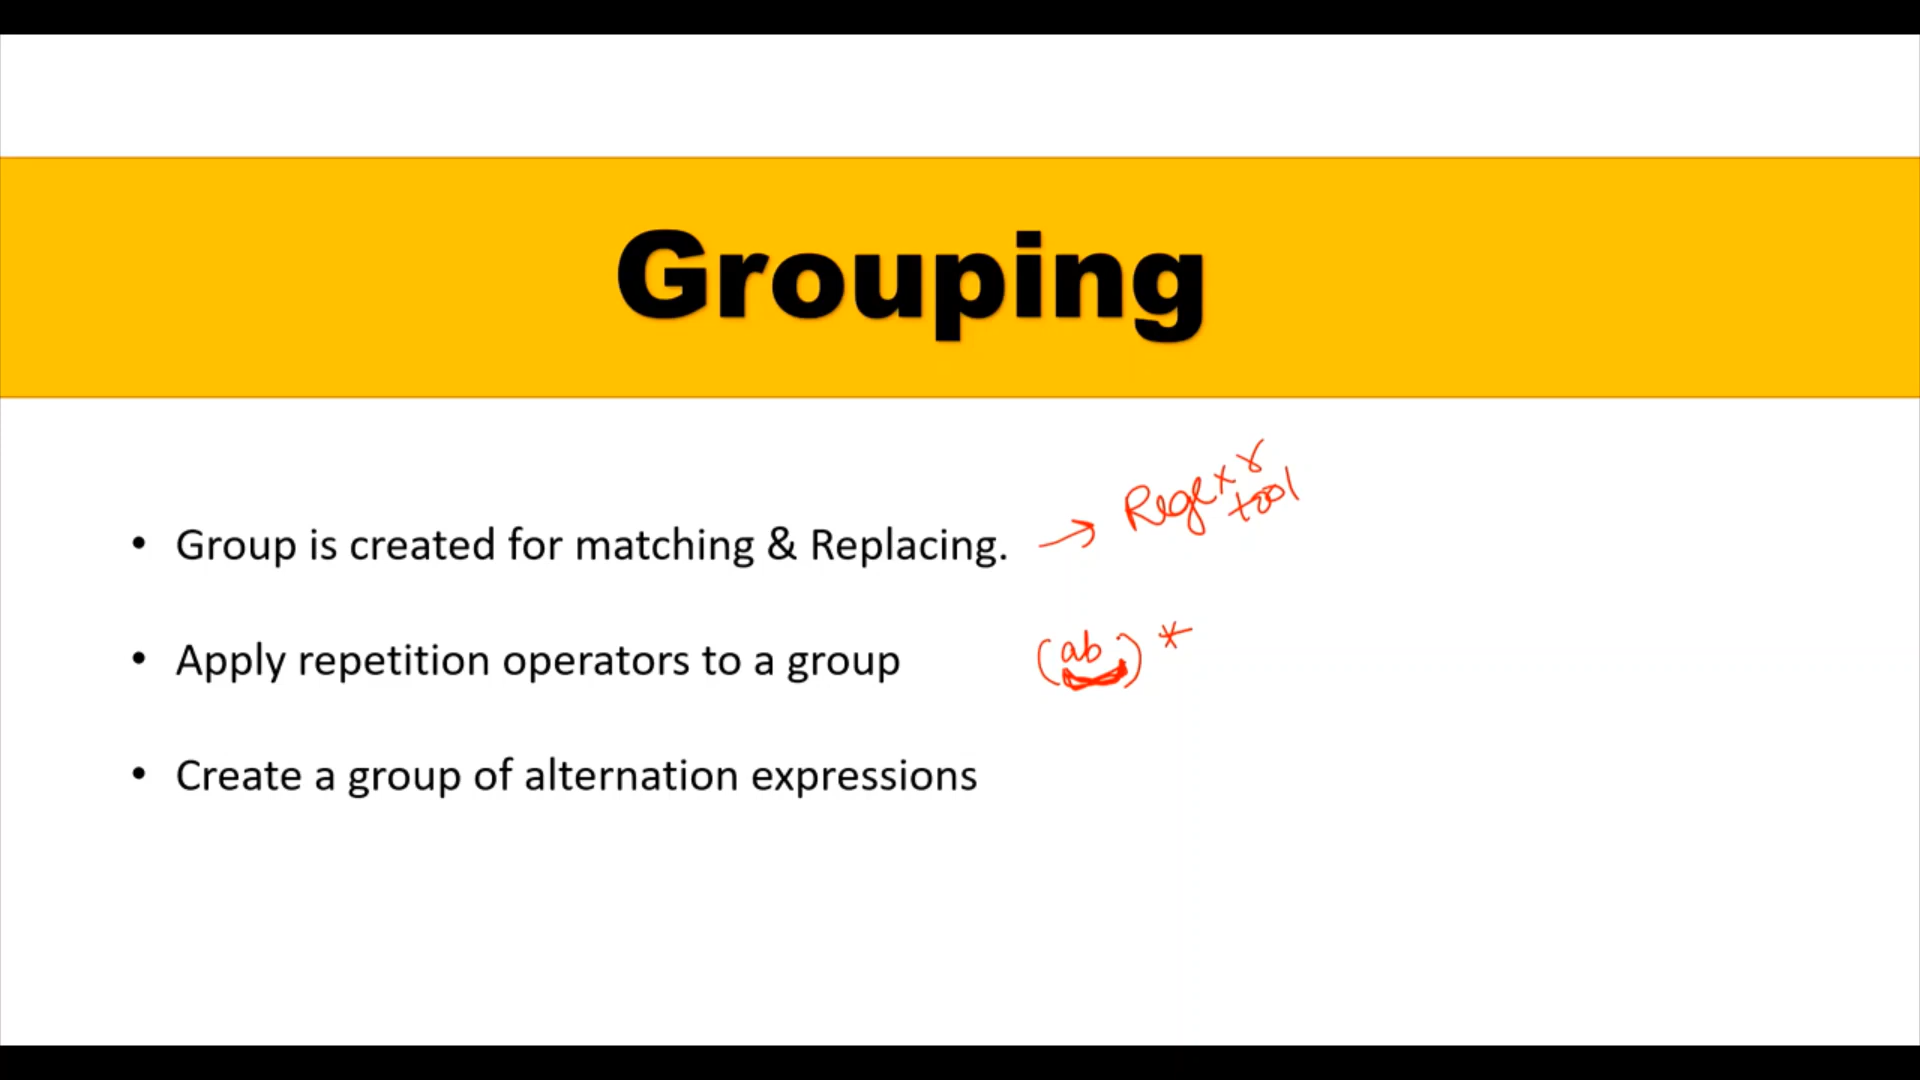 Grouping
• Group is created for matching & Replacing. → Regexr tool
• Apply repetition operators to a group (ab)*
• Create a group of alternation expressions